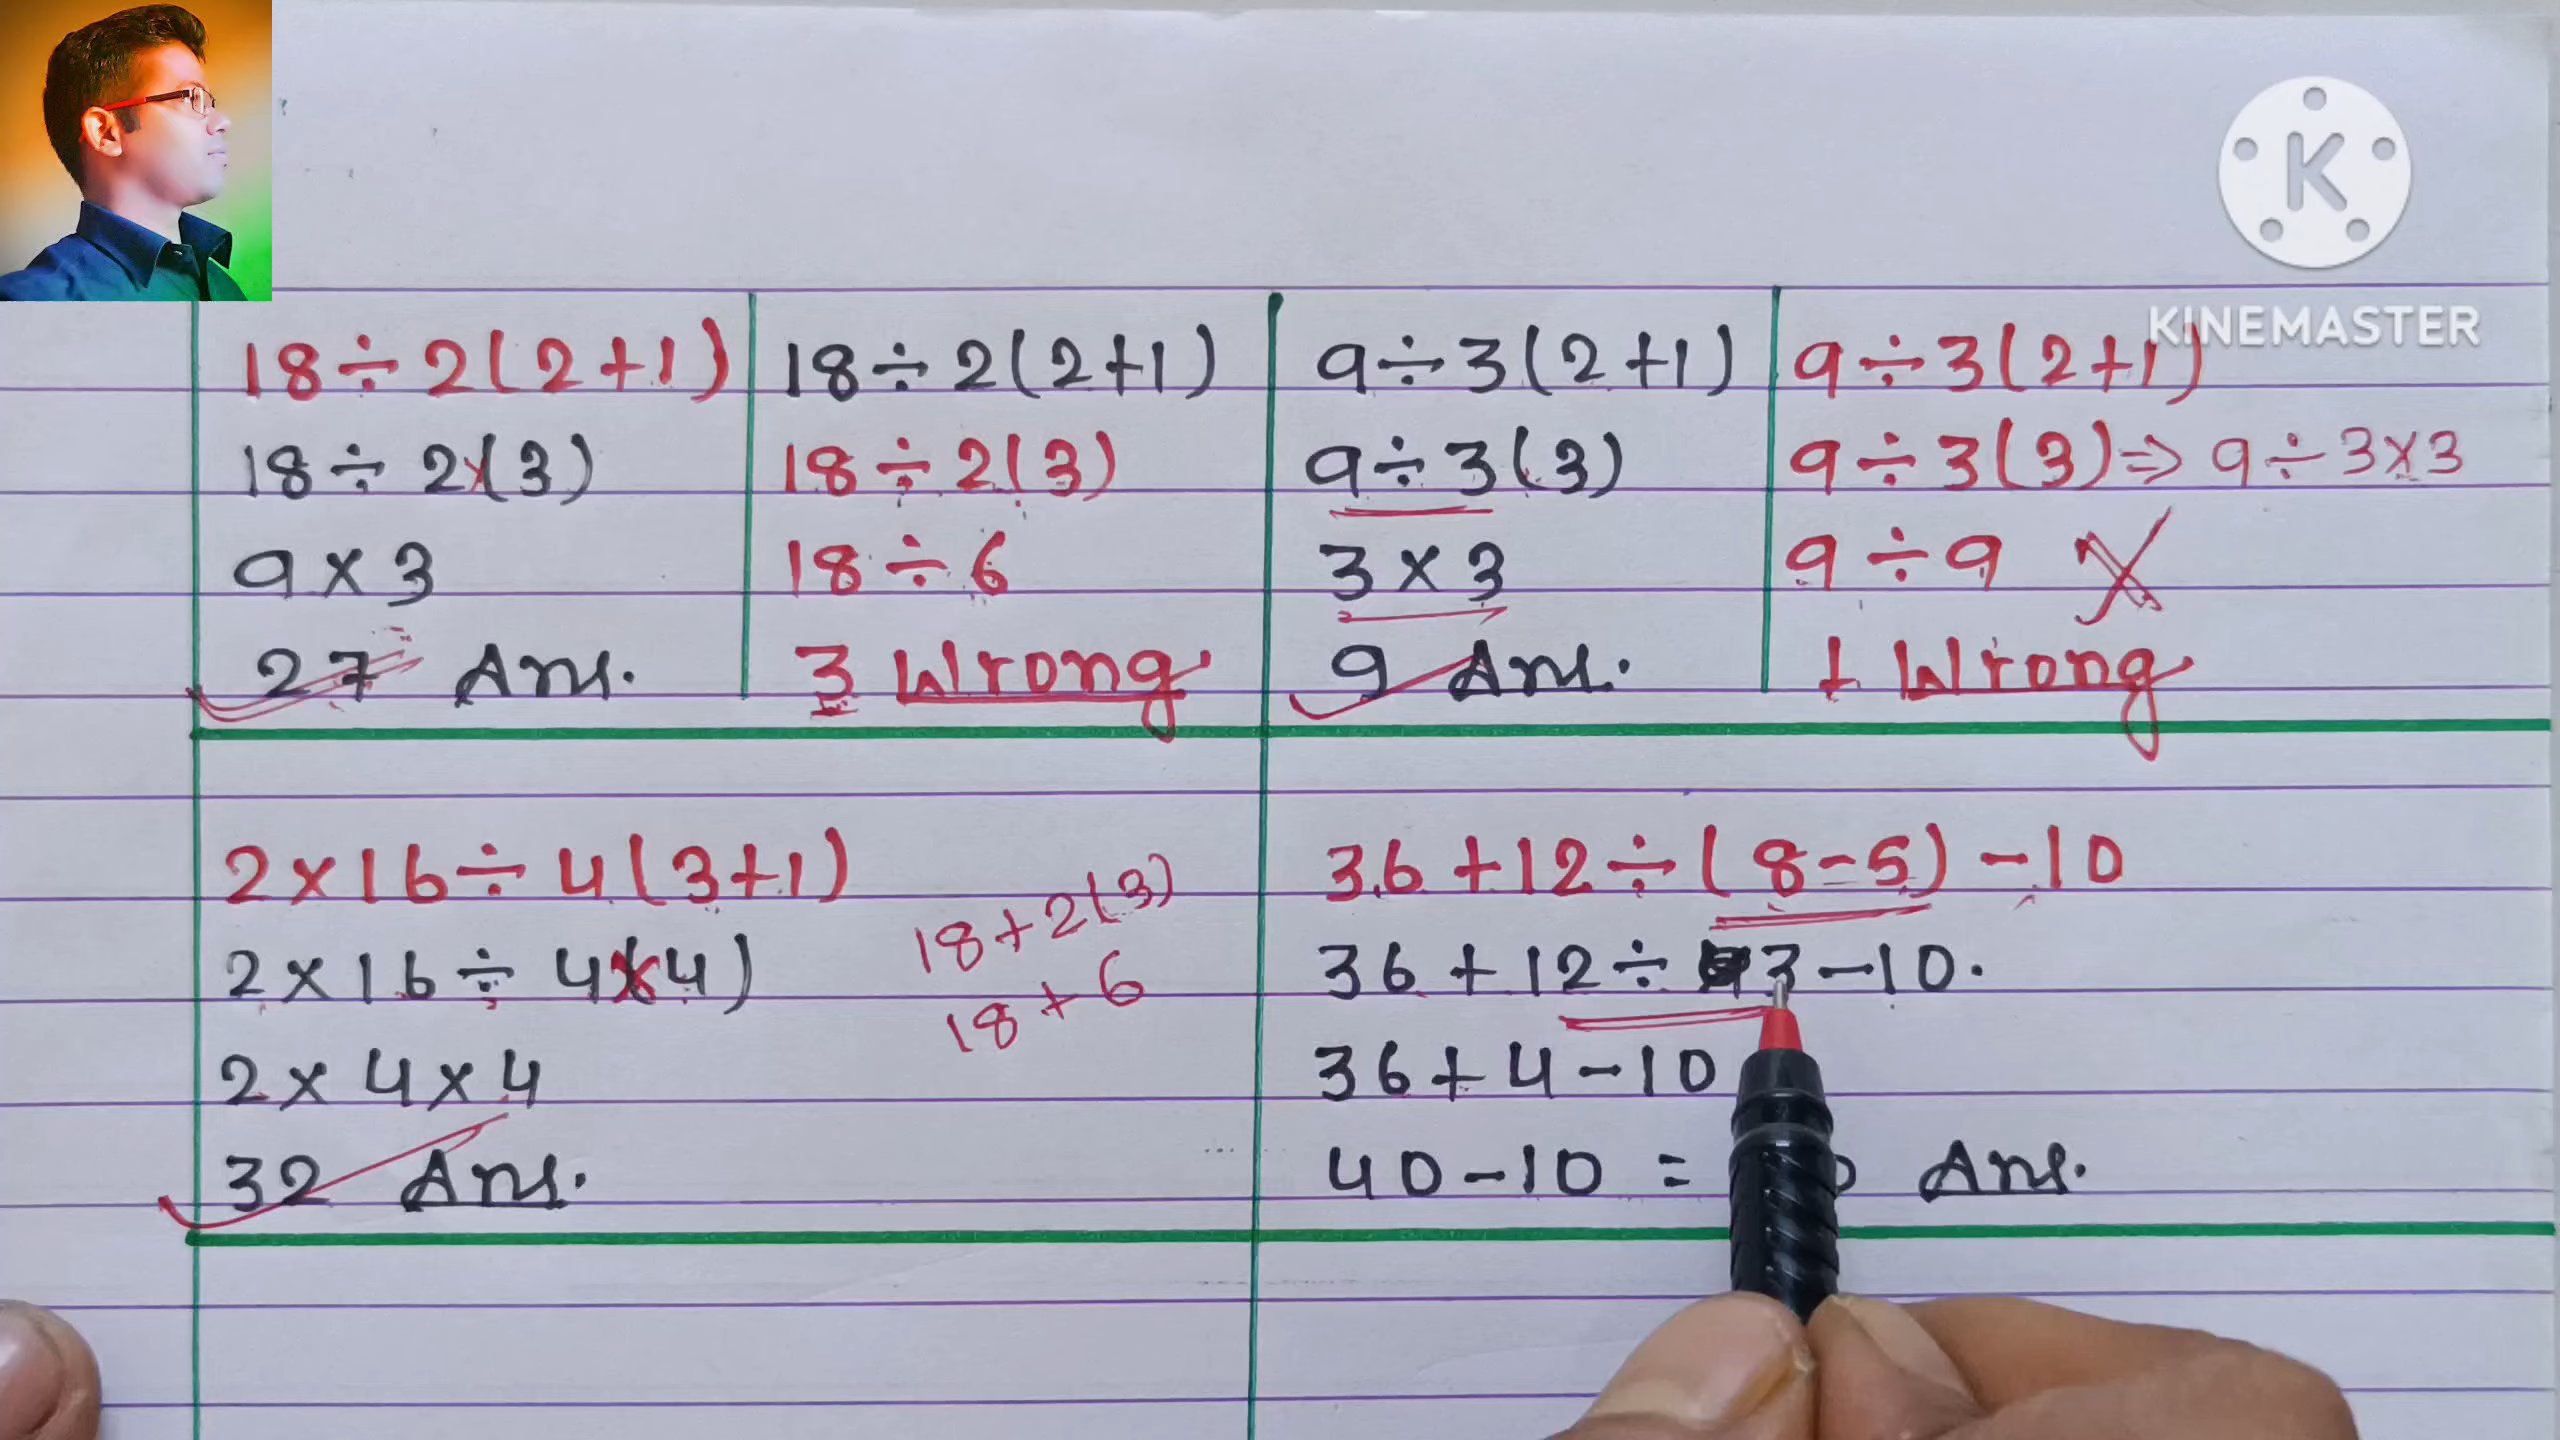 K
KINEMASTER
18÷2(2+1)
18÷2×(3)
9×3
27 Ans.
18÷2(2+1)
18÷2(3)
18÷6
3 Wrong
9÷3(2+1)
9÷3(3)
3×3
9 Ans.
9÷3(2+1)
9÷3(3)⇒ 9÷3×3
9÷9
1 Wrong
2×16÷4(3+1)
2×16÷4×(4)
2×4×4
32 Ans.
18+2(3)
18+6
36+12÷(8-5)-10
36+12÷3-10.
36+4-10
40-10 = 0 Ans.